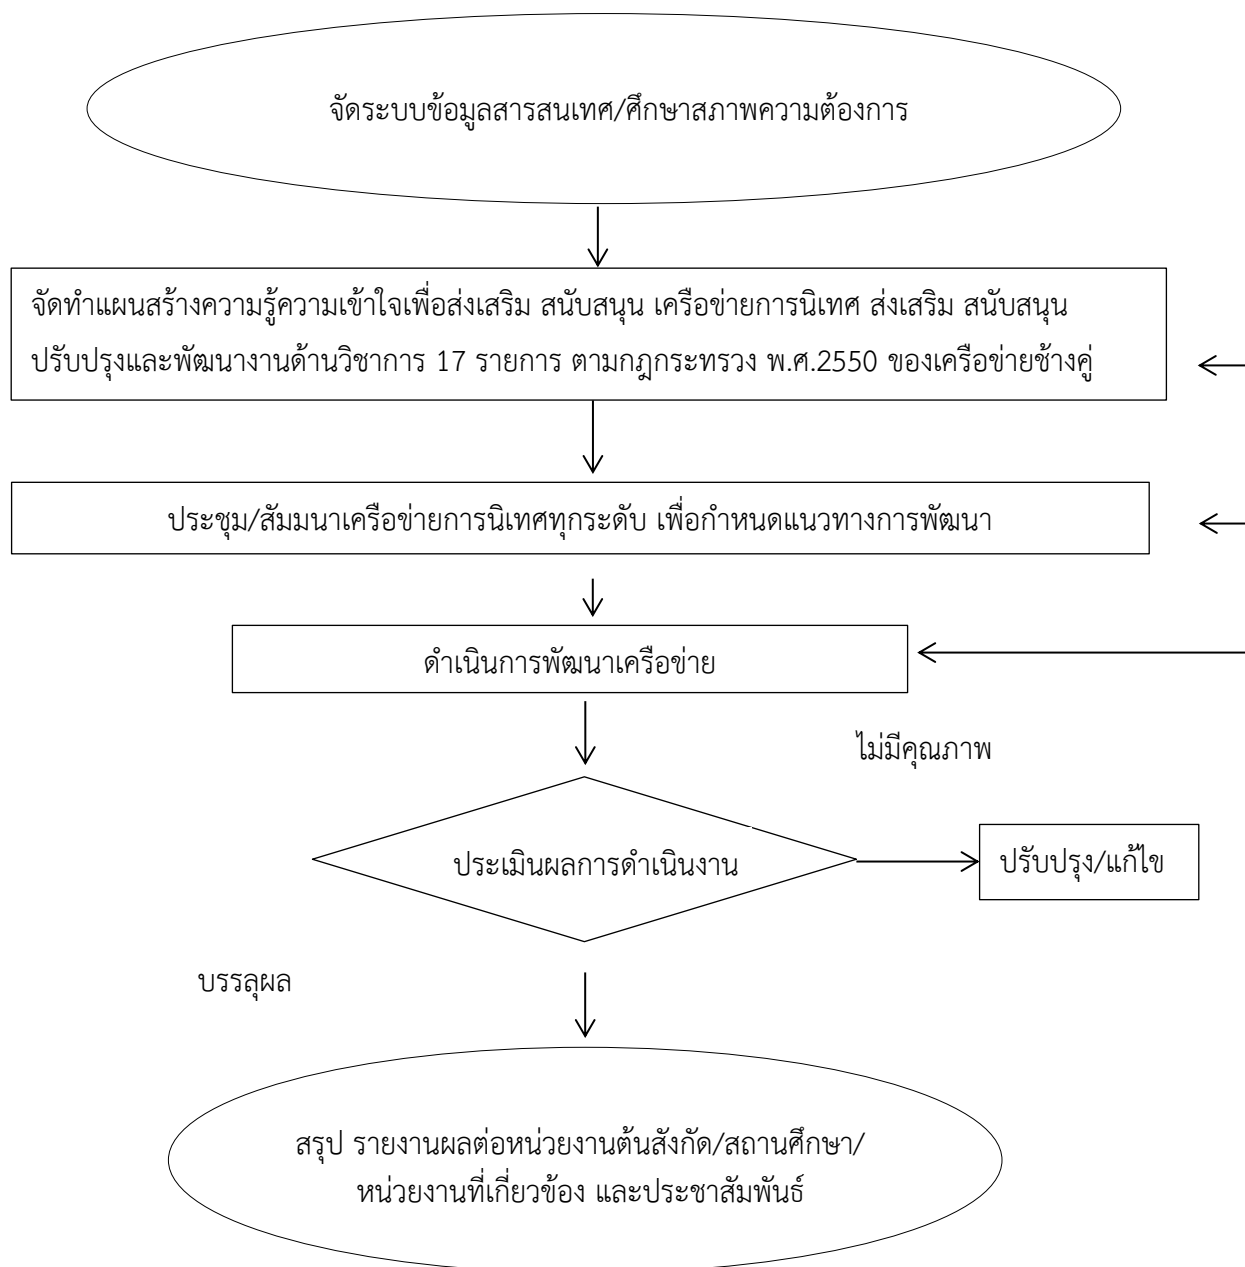 จัดระบบข้อมูลสารสนเทศ/ศึกษาสภาพความต้องการ
จัดทำแผนสร้างความรู้ความเข้าใจเพื่อส่งเสริม สนับสนุน เครือข่ายการนิเทศ ส่งเสริม สนับสนุน
ปรับปรุงและพัฒนางานด้านวิชาการ 17 รายการ ตามกฎกระทรวง พ.ศ.2550 ของเครือข่ายช้างคู่
ประชุม/สัมมนาเครือข่ายการนิเทศทุกระดับ เพื่อกำหนดแนวทางการพัฒนา
ดำเนินการพัฒนาเครือข่าย
ไม่มีคุณภาพ
ประเมินผลการดำเนินงาน
ปรับปรุง/แก้ไข
บรรลุผล
สรุป รายงานผลต่อหน่วยงานต้นสังกัด/สถานศึกษา/
หน่วยงานที่เกี่ยวข้อง และประชาสัมพันธ์